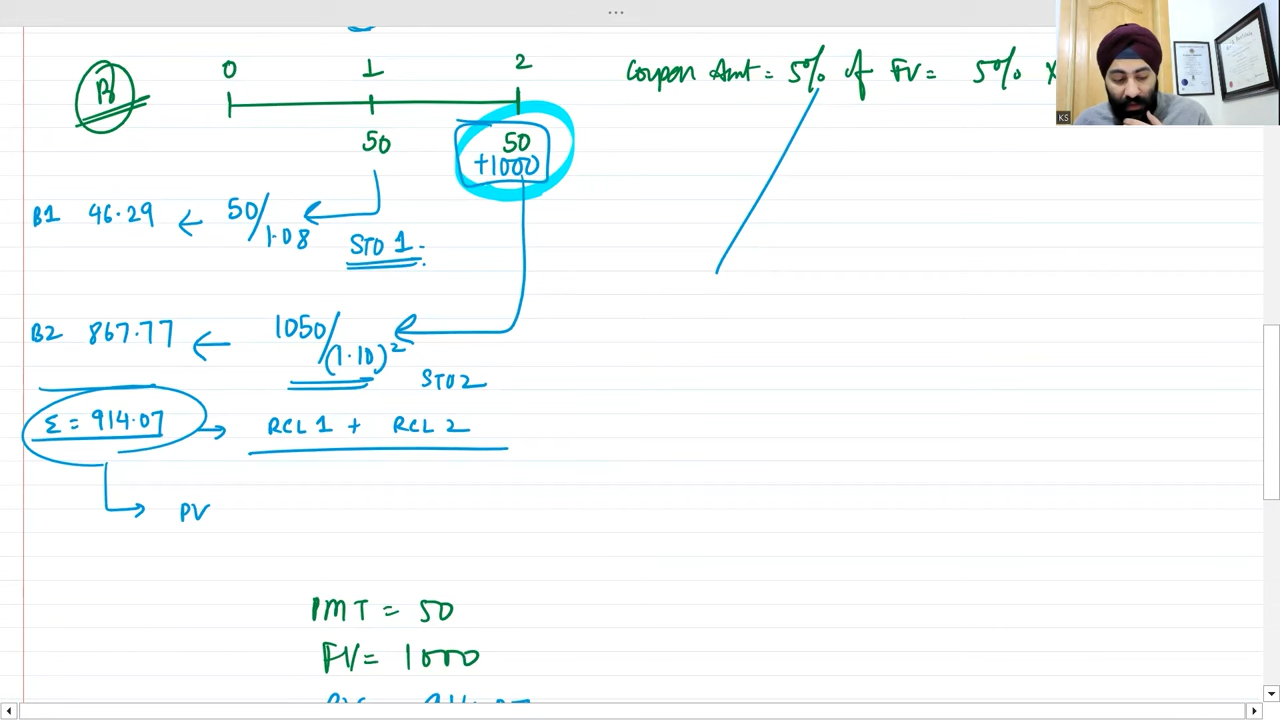 ...
KS
0 1 2 Coupon Amt = 5% of FV = 5% x
B
50 50
+1000
B1 46.29 ← 50/1.08 ←
STO 1
B2 867.77 ← 1050/(1.10)² ←
STO 2
Σ = 914.07 → RCL 1 + RCL 2
→ PV
PMT = 50
FV = 1000